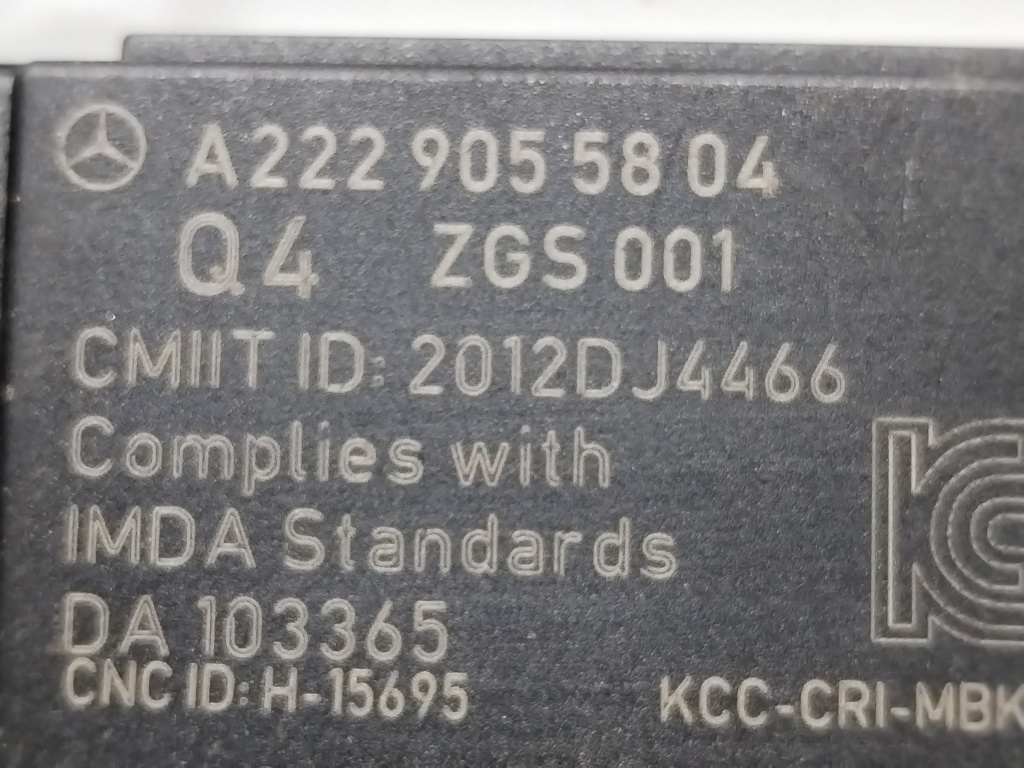 A222 905 58 04
Q4 ZGS 001
CMIIT ID: 2012DJ4466
Complies with
IMDA Standards
DA 103365
CNC ID: H-15695
KCC-CRI-MBK